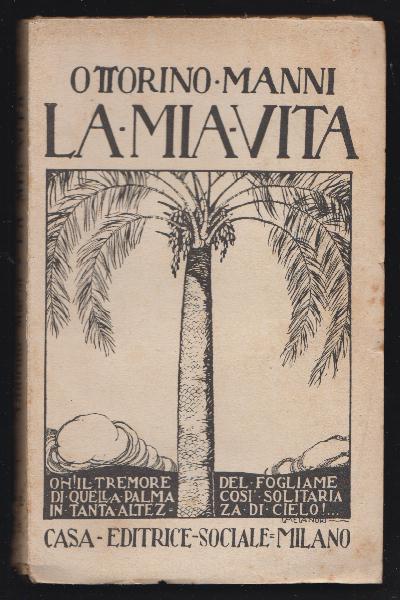 OTTORINO·MANNI
LA·MIA·VITA
OH! IL·TREMORE DEL·FOGLIAME
DI·QUELLA·PALMA COSI'·SOLITARIA
IN·TANTA·ALTEZ- ZA·DI·CIELO!...
CASA-EDITRICE-SOCIALE=MILANO